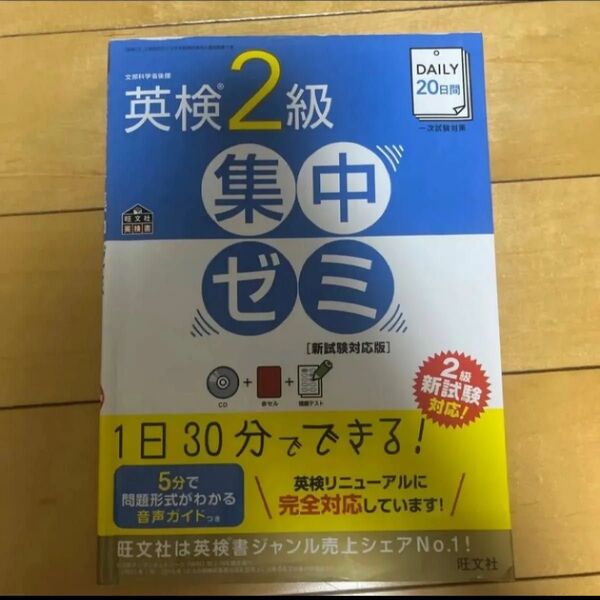 文部科学省後援
英検®2級
DAILY
20日間
一次試験対策
集中
ゼミ
旺文社
英検書
[新試験対応版]
CD + 赤セル + 模擬テスト
2級
新試験
対応!
1日30分でできる!
5分で
問題形式がわかる
音声ガイドつき
英検リニューアルに
完全対応しています!
旺文社は英検書ジャンル売上シェアNo.1!
旺文社